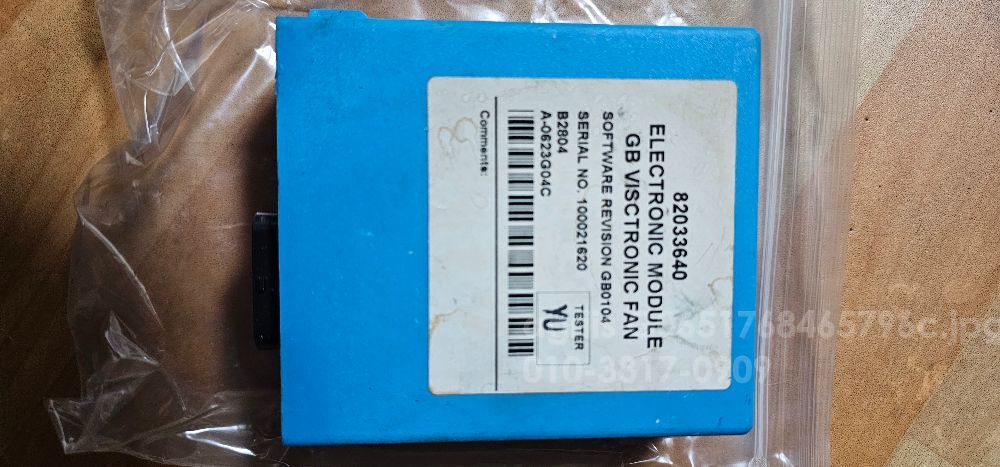 82033640
ELECTRONIC MODULE
GB VISCTRONIC FAN
SOFTWARE REVISION GB0104
SERIAL NO. 100021620
B2804
A-0623G04C
TESTER
YU
Comments:
010-3317-0909